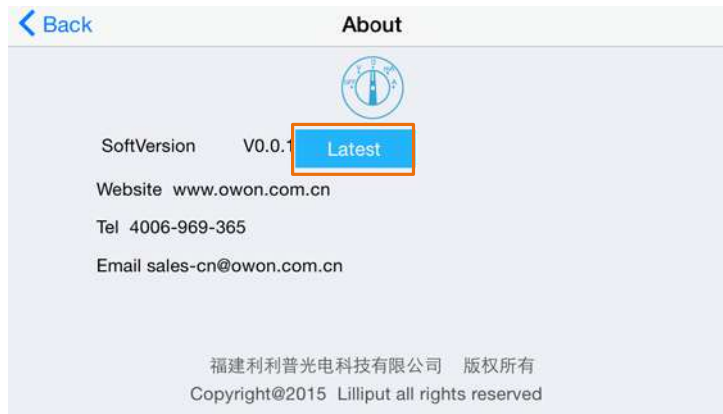 Back About
SoftVersion V0.0.1 Latest
Website www.owon.com.cn
Tel 4006-969-365
Email sales-cn@owon.com.cn
福建利利普光电科技有限公司 版权所有
Copyright@2015 Lilliput all rights reserved